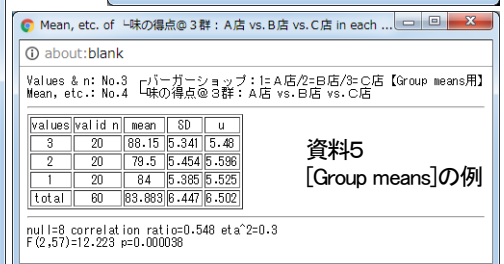 Mean, etc. of └味の得点@３群：Ａ店 vs.Ｂ店 vs.Ｃ店 in each ...
about:blank
Values & n: No.3 ┌バーガーショップ：1=Ａ店/2=Ｂ店/3=Ｃ店【Group means用】
Mean, etc.: No.4 └味の得点@３群：Ａ店 vs.Ｂ店 vs.Ｃ店
values valid n mean SD u
3 20 88.15 5.341 5.48
2 20 79.5 5.454 5.596
1 20 84 5.385 5.525
total 60 83.883 6.447 6.502
資料5
[Group means]の例
null=8 correlation ratio=0.548 eta^2=0.3
F(2,57)=12.223 p=0.000038